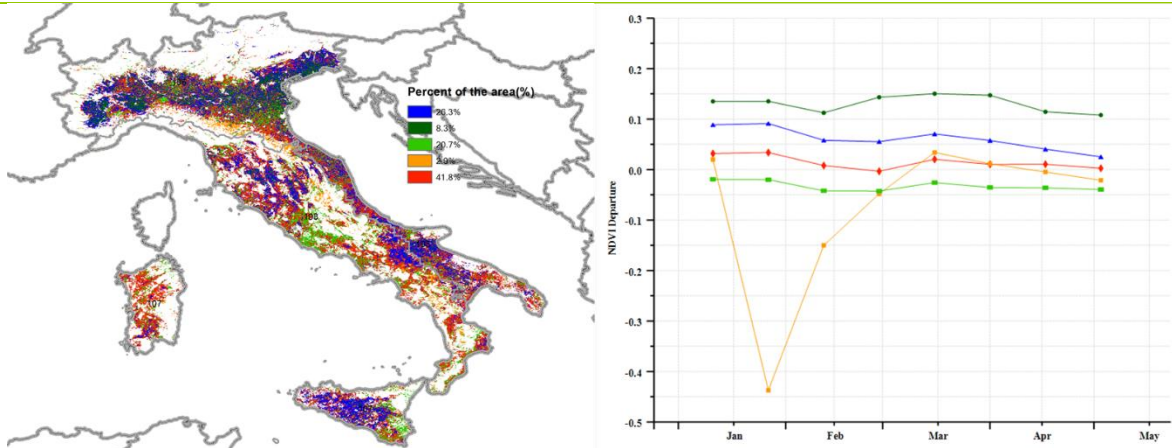 Percent of the area(%)
26.3%
8.3%
20.7%
2.9%
41.8%
107
0.3
0.2
0.1
0.0
-0.1
-0.2
-0.3
-0.4
-0.5
NDVI Departure
Jan
Feb
Mar
Apr
May